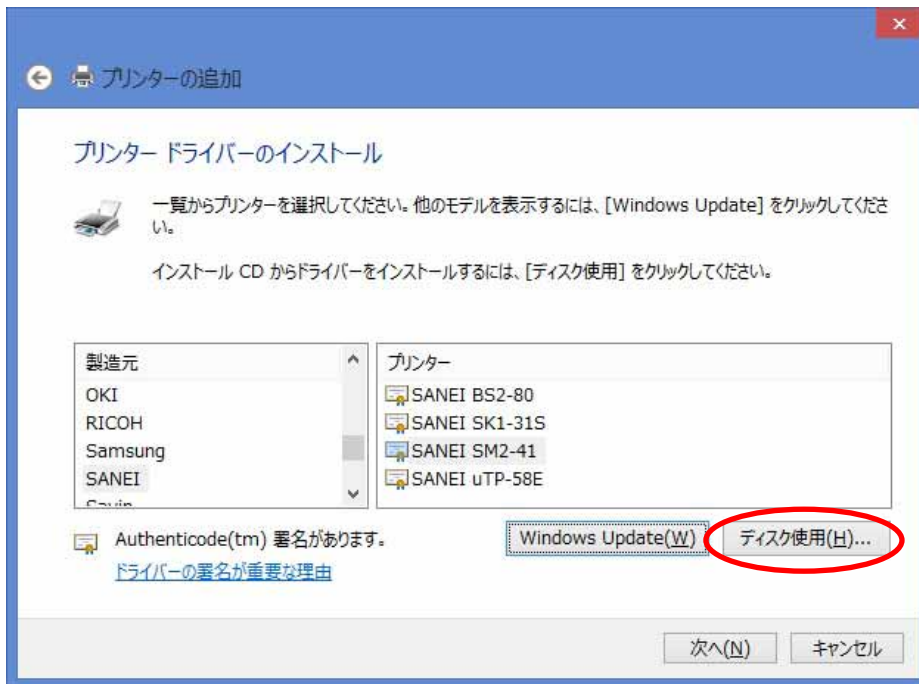 プリンターの追加
プリンター ドライバーのインストール
一覧からプリンターを選択してください。他のモデルを表示するには、[Windows Update] をクリックしてくださ
い。
インストール CD からドライバーをインストールするには、[ディスク使用] をクリックしてください。
製造元
OKI
RICOH
Samsung
SANEI
Savin
プリンター
SANEI BS2-80
SANEI SK1-31S
SANEI SM2-41
SANEI uTP-58E
Authenticode(tm) 署名があります。
ドライバーの署名が重要な理由
Windows Update(W)
ディスク使用(H)...
次へ(N)
キャンセル